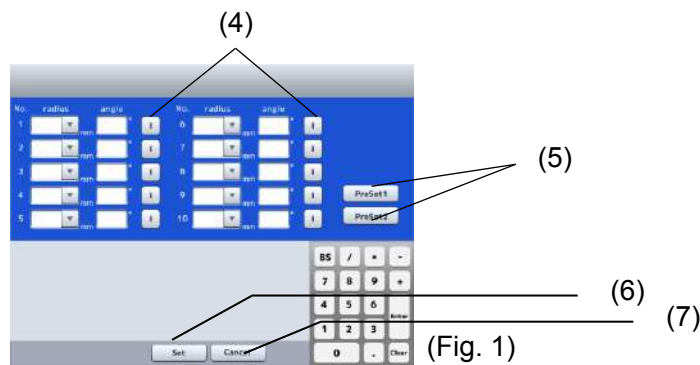 (4)
No. radius angle No. radius angle
1 mm ° I 6 mm ° I
2 mm ° I 7 mm ° I
3 mm ° I 8 mm ° I
4 mm ° I 9 mm ° I
5 mm ° I 10 mm ° I
PreSet1
PreSet2
(5)
BS / * -
7 8 9 +
4 5 6
Enter
1 2 3
0 . Clear
Set Cancel
(6)
(7)
(Fig. 1)